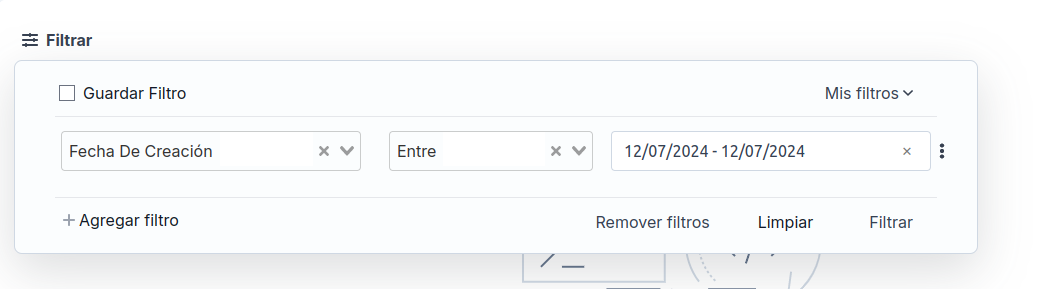 Filtrar
Guardar Filtro Mis filtros
Fecha De Creación Entre 12/07/2024 - 12/07/2024
Agregar filtro Remover filtros Limpiar Filtrar